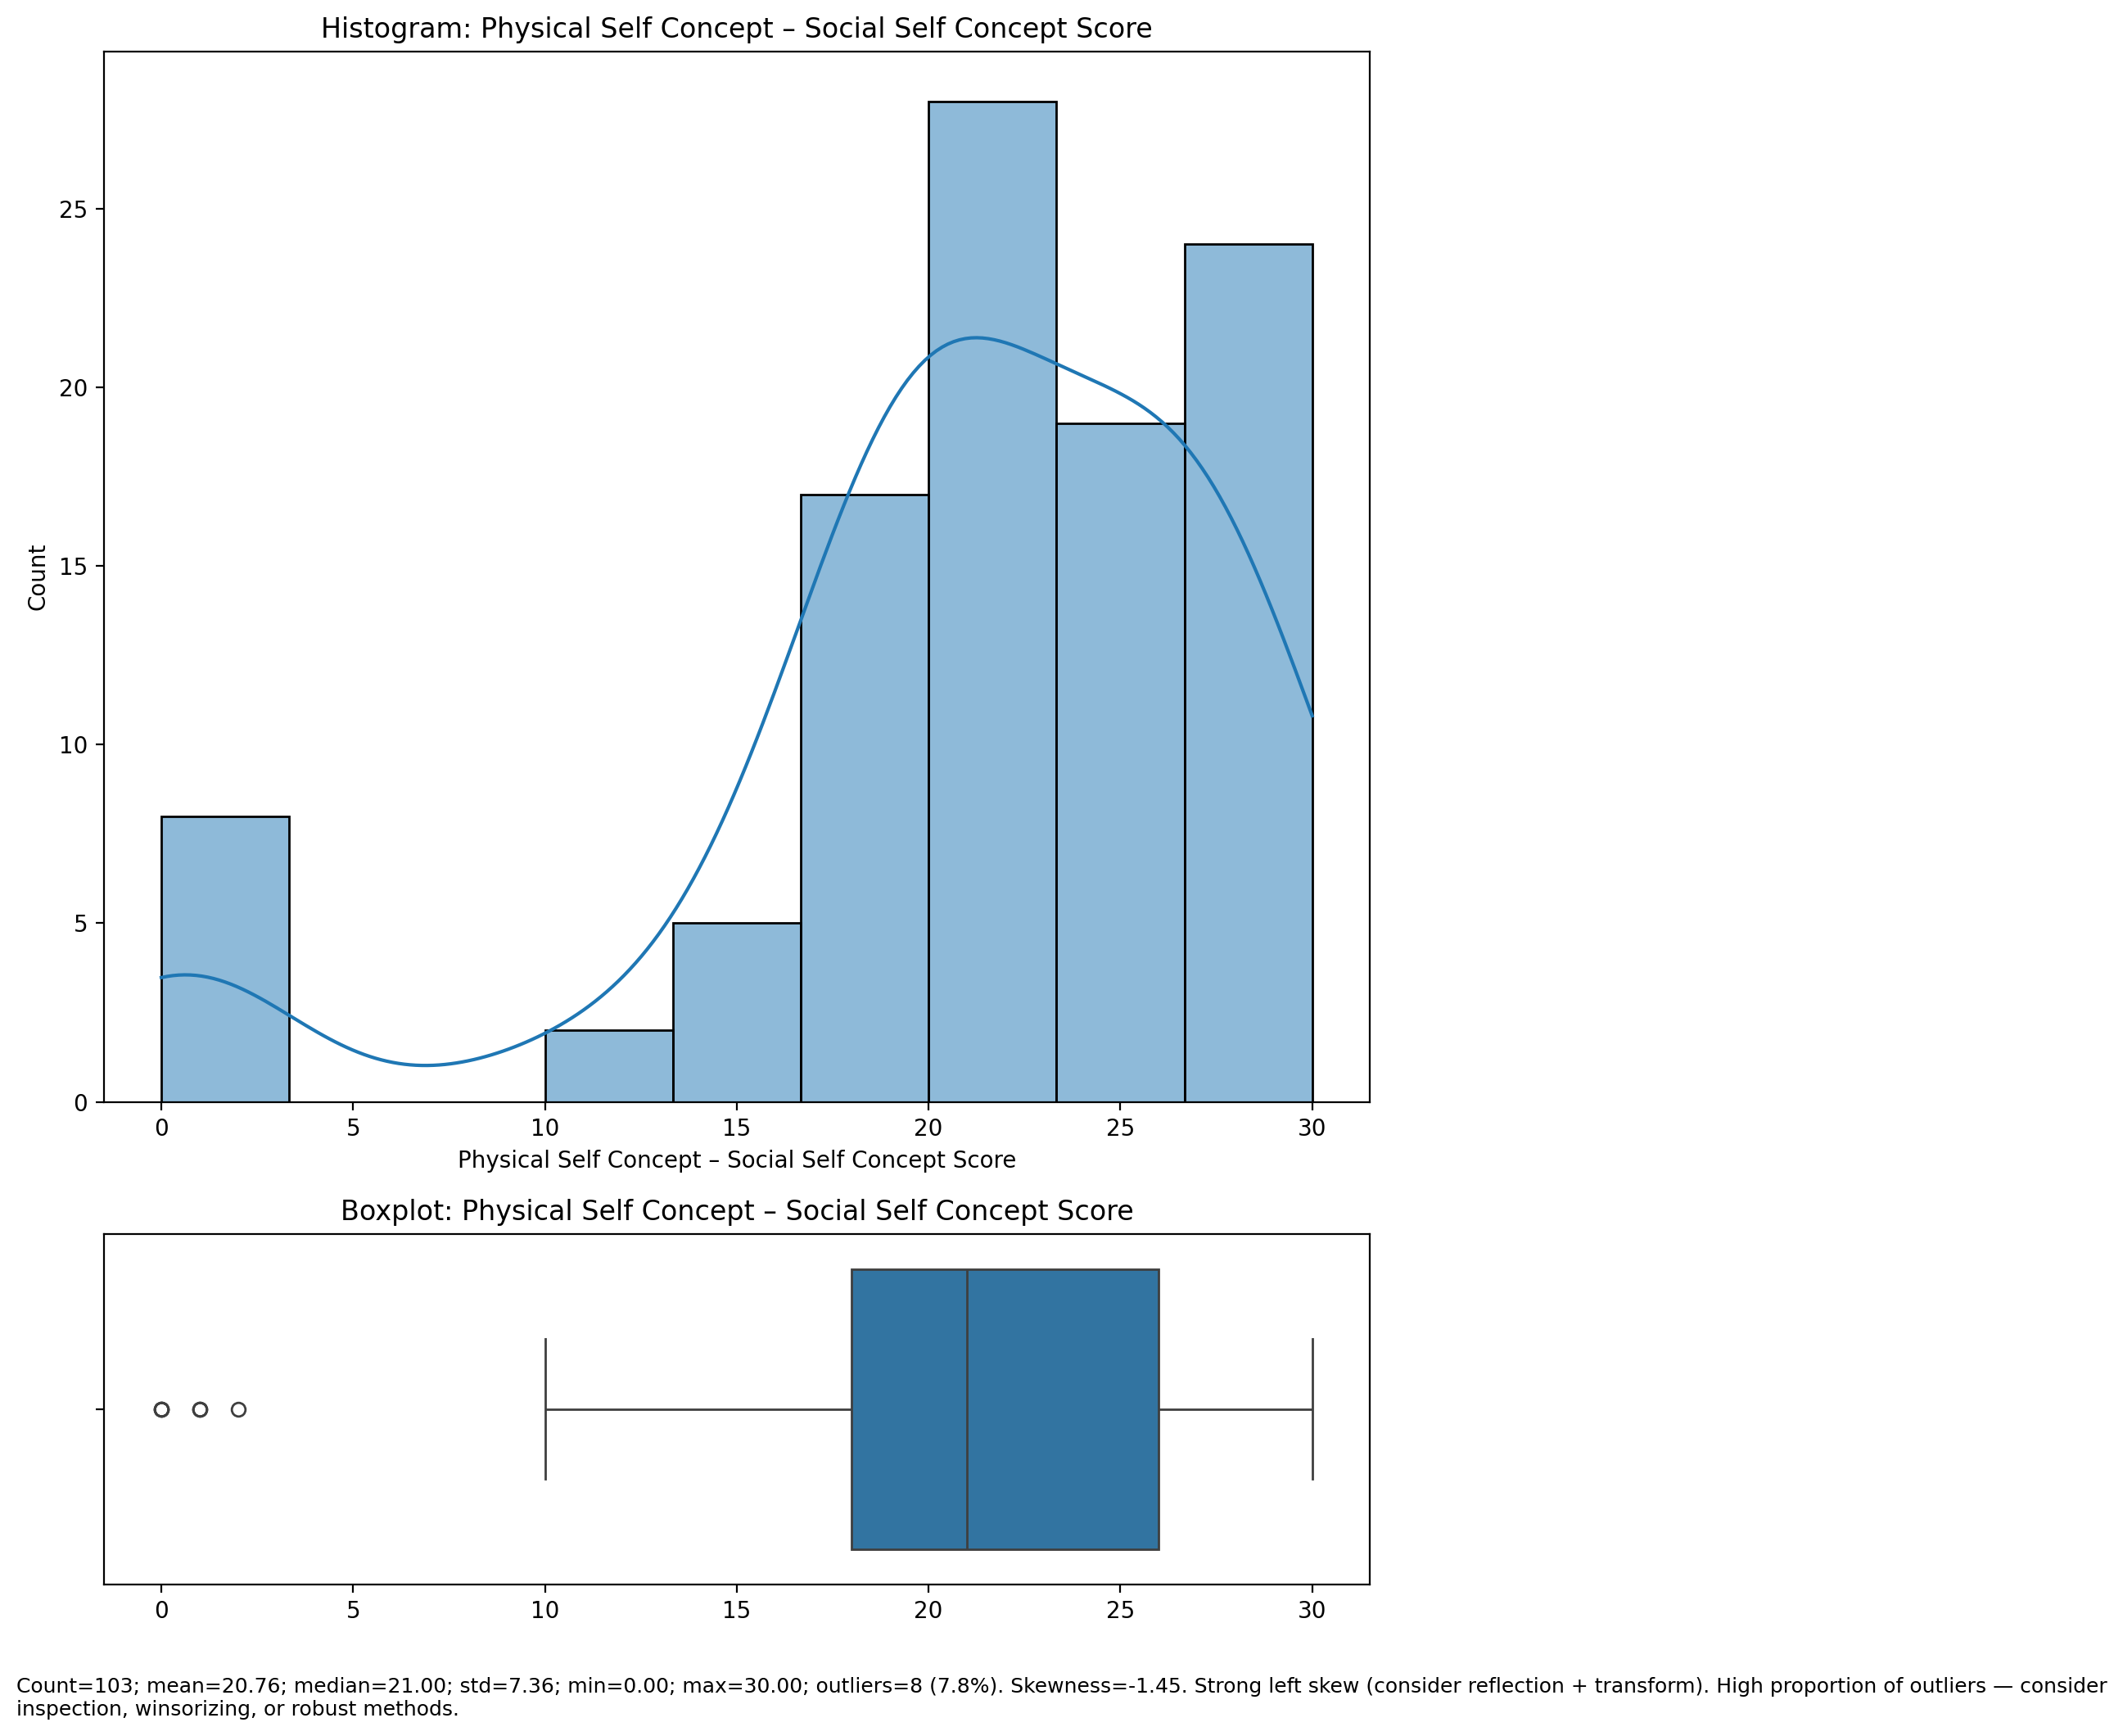 Histogram: Physical Self Concept – Social Self Concept Score
25
20
15
10
5
0
Count
0 5 10 15 20 25 30
Physical Self Concept – Social Self Concept Score
Boxplot: Physical Self Concept – Social Self Concept Score
0 5 10 15 20 25 30
Count=103; mean=20.76; median=21.00; std=7.36; min=0.00; max=30.00; outliers=8 (7.8%). Skewness=-1.45. Strong left skew (consider reflection + transform). High proportion of outliers — consider
inspection, winsorizing, or robust methods.